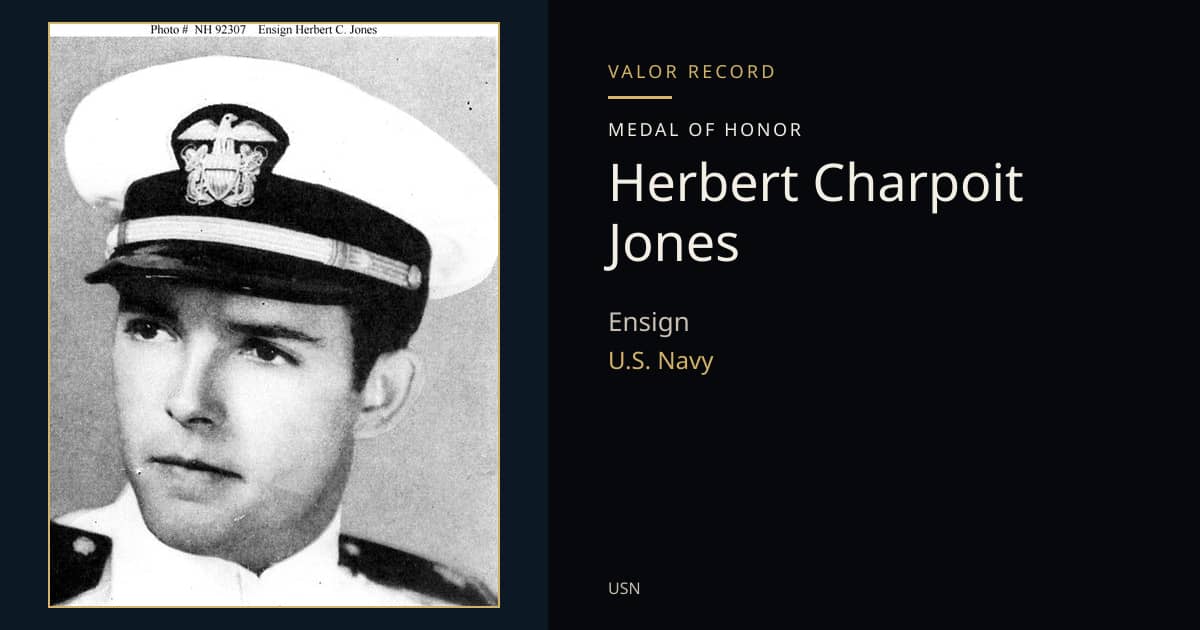 Photo #  NH 92307    Ensign Herbert C. Jones
VALOR RECORD
MEDAL OF HONOR
Herbert Charpoit
Jones
Ensign
U.S. Navy
USN